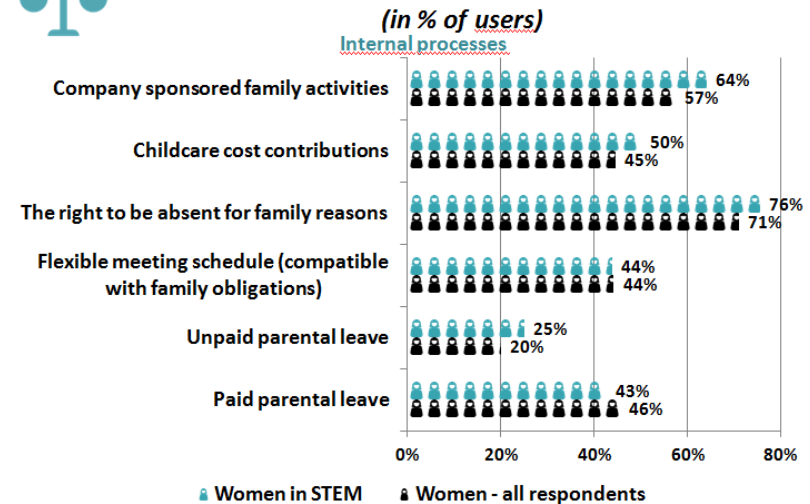 (in % of users)
Internal processes
Company sponsored family activities
64%
57%
Childcare cost contributions
50%
45%
The right to be absent for family reasons
76%
71%
Flexible meeting schedule (compatible
with family obligations)
44%
44%
Unpaid parental leave
25%
20%
Paid parental leave
43%
46%
0% 20% 40% 60% 80%
Women in STEM Women - all respondents